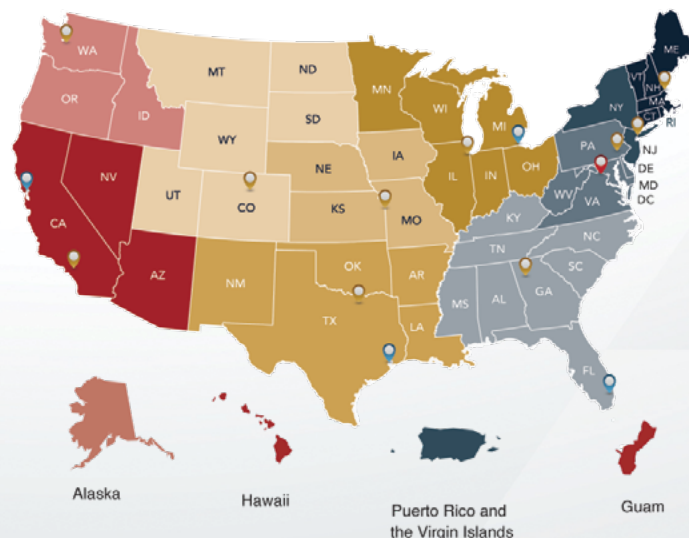 WA
MT
ND
OR
ID
WY
SD
MN
WI
MI
NV
CA
UT
CO
NE
KS
IA
MO
IL
IN
OH
AZ
NM
OK
TX
AR
LA
KY
TN
MS
AL
GA
NC
SC
FL
WV
VA
PA
NY
VT
NH
ME
MA
CT
RI
NJ
DE
MD
DC
Alaska
Hawaii
Puerto Rico and
the Virgin Islands
Guam